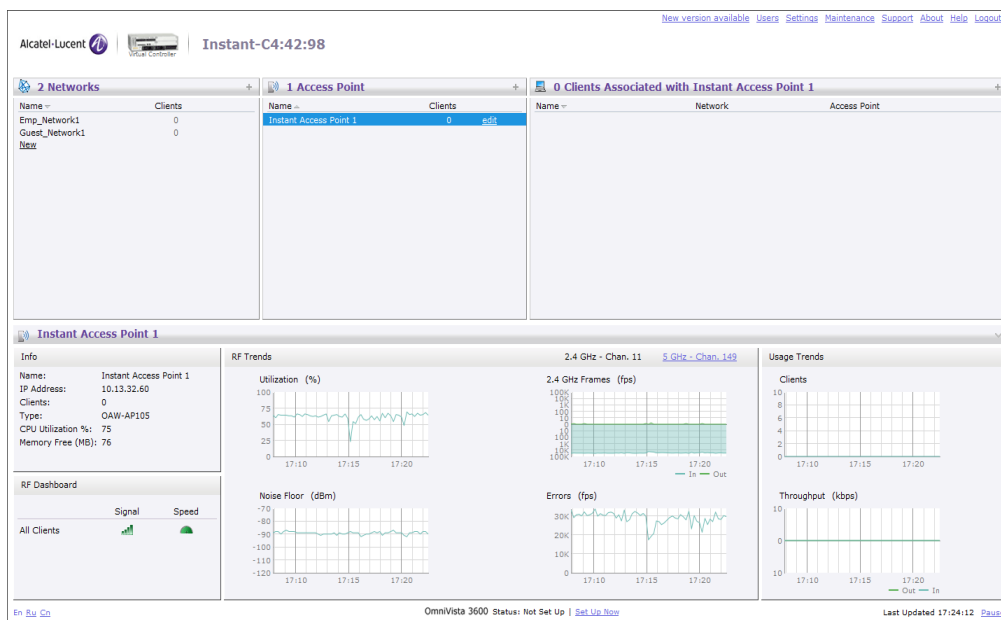 New version available Users Settings Maintenance Support About Help Logout
Alcatel-Lucent Virtual Controller Instant-C4:42:98
2 Networks +
Name Clients
Emp_Network1 0
Guest_Network1 0
New
1 Access Point +
Name Clients
Instant Access Point 1 0 edit
0 Clients Associated with Instant Access Point 1 +
Name Network Access Point
Instant Access Point 1
Info
Name: Instant Access Point 1
IP Address: 10.13.32.60
Clients: 0
Type: OAW-AP105
CPU Utilization %: 75
Memory Free (MB): 76
RF Dashboard
Signal Speed
All Clients
RF Trends 2.4 GHz - Chan. 11 5 GHz - Chan. 149
Utilization (%)
100
75
50
25
0
17:10 17:15 17:20
2.4 GHz Frames (fps)
100K
10K
1K
100
10
0
10
100
1K
10K
100K
17:10 17:15 17:20
In Out
Noise Floor (dBm)
-70
-80
-90
-100
-110
-120
17:10 17:15 17:20
Errors (fps)
30K
20K
10K
0
17:10 17:15 17:20
Usage Trends
Clients
10
8
6
4
2
0
17:10 17:15 17:20
Throughput (kbps)
10
0
10
17:10 17:15 17:20
Out In
En Ru Cn
OmniVista 3600 Status: Not Set Up | Set Up Now
Last Updated 17:24:12 Pause